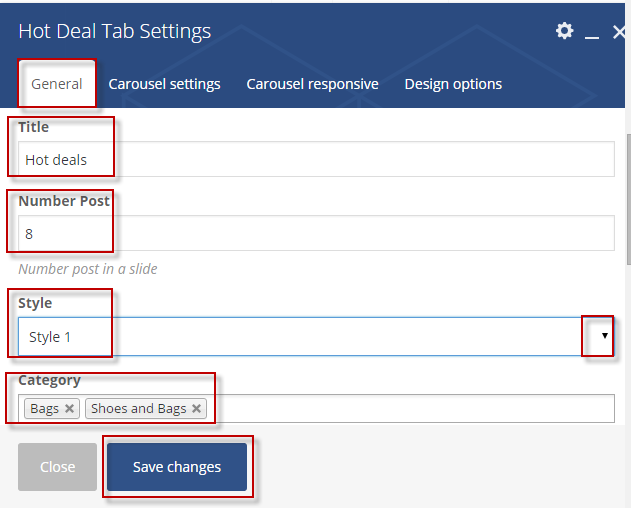 Hot Deal Tab Settings
General Carousel settings Carousel responsive Design options
Title
Hot deals
Number Post
8
Number post in a slide
Style
Style 1
Category
Bags Shoes and Bags
Close Save changes